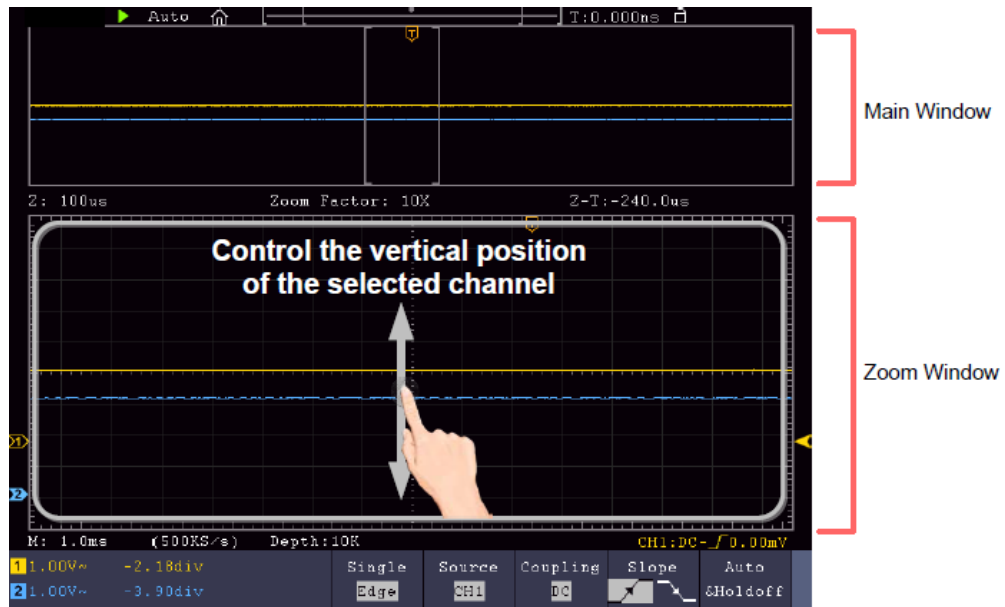 Auto T:0.000ns
T
Main Window
Z: 100us Zoom Factor: 10X Z-T:-240.0us
T
Control the vertical position
of the selected channel
Zoom Window
1
2
M: 1.0ms (500KS/s) Depth:10K CH1:DC- 0.00mV
1 1.00V~ -2.18div Single Source Coupling Slope Auto
2 1.00V~ -3.90div Edge CH1 DC &Holdoff